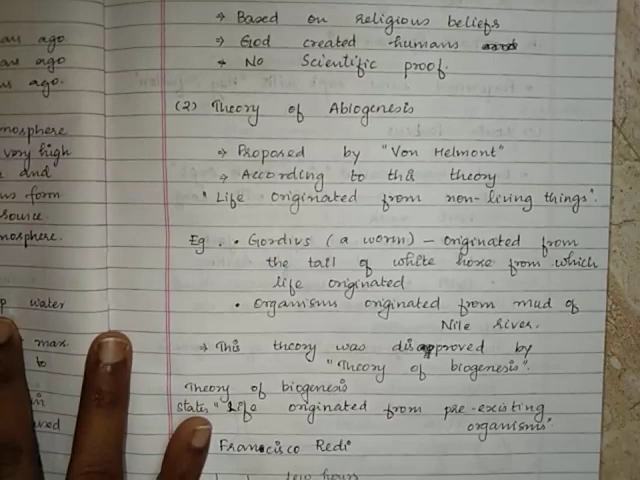 ago
ago
ago.
very high
and
form
source
water
max
to
→ Based on religious beliefs
→ God created humans
→ No Scientific proof.
(2) Theory of Abiogenesis
→ Proposed by "Von Helmont"
→ According to this theory
"Life originated from non-living things".
Eg. • Gordius (a worm) - originated from
the tail of white horse from which
life originated
• Organisms originated from mud of
Nile river.
→ This theory was disapproved by
"Theory of biogenesis".
Theory of biogenesis
states "Life originated from pre-existing
organisms"
Francisco Redi
hours